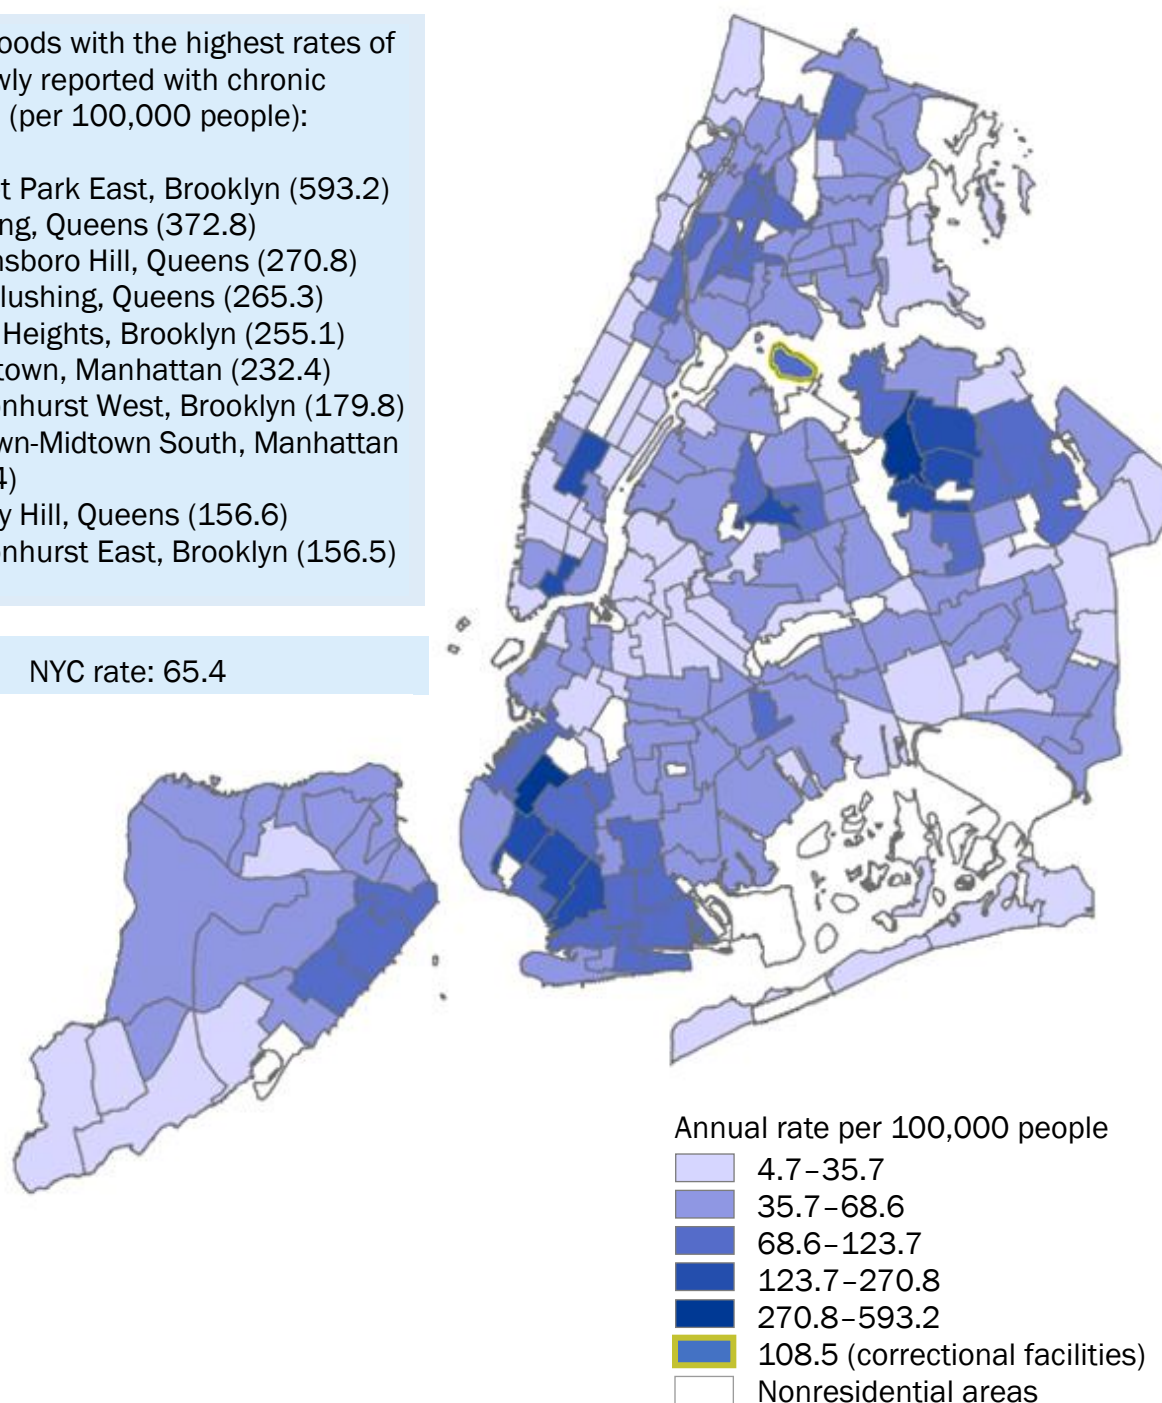 oods with the highest rates of
wly reported with chronic
(per 100,000 people):
t Park East, Brooklyn (593.2)
ng, Queens (372.8)
nsboro Hill, Queens (270.8)
lushing, Queens (265.3)
Heights, Brooklyn (255.1)
town, Manhattan (232.4)
onhurst West, Brooklyn (179.8)
wn-Midtown South, Manhattan
4)
y Hill, Queens (156.6)
onhurst East, Brooklyn (156.5)
NYC rate: 65.4
Annual rate per 100,000 people
4.7–35.7
35.7–68.6
68.6–123.7
123.7–270.8
270.8–593.2
108.5 (correctional facilities)
Nonresidential areas